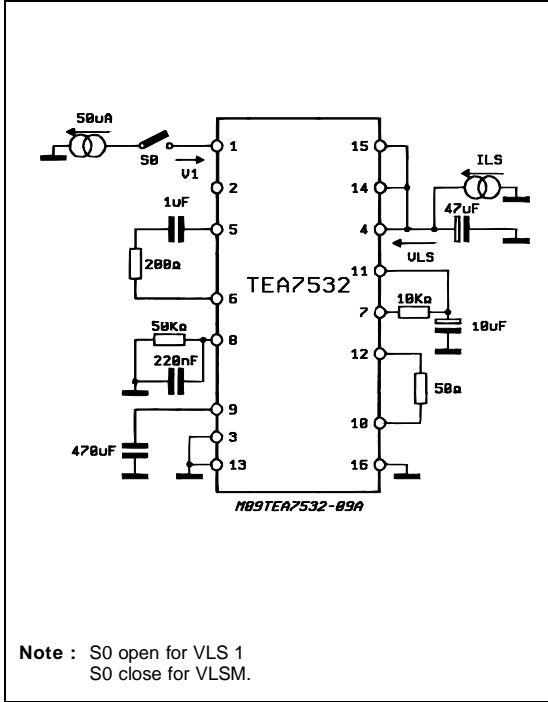 50uA
S0
V1
1
2
1uF
5
200Ω
6
50KΩ
8
220nF
9
470uF
3
13
TEA7532
15
ILS
14
47uF
4
VLS
11
10KΩ
7
10uF
12
50Ω
10
16
M89TEA7532-09A
Note : S0 open for VLS 1
S0 close for VLSM.